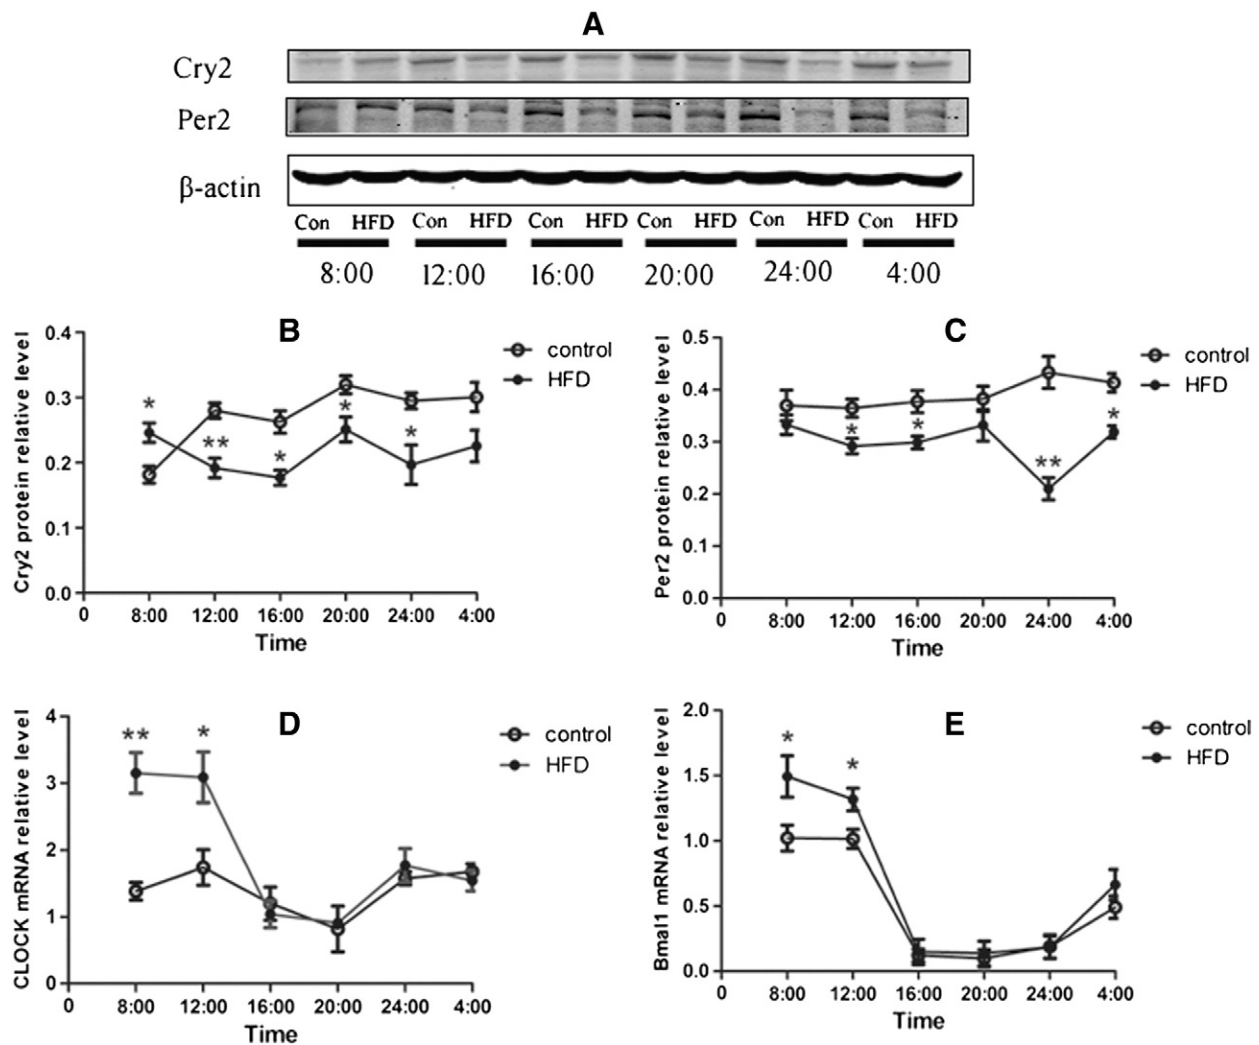 A
Cry2
Per2
β-actin
Con HFD Con HFD Con HFD Con HFD Con HFD Con HFD
8:00 12:00 16:00 20:00 24:00 4:00
B
Cry2 protein relative level
0.4
0.3
0.2
0.1
0.0
* ** * * *
control
HFD
0 8:00 12:00 16:00 20:00 24:00 4:00
Time
C
Per2 protein relative level
0.5
0.4
0.3
0.2
0.1
0.0
* * ** *
control
HFD
0 8:00 12:00 16:00 20:00 24:00 4:00
Time
D
CLOCK mRNA relative level
4
3
2
1
0
** *
control
HFD
0 8:00 12:00 16:00 20:00 24:00 4:00
Time
E
Bmal1 mRNA relative level
2.0
1.5
1.0
0.5
0.0
* *
control
HFD
0 8:00 12:00 16:00 20:00 24:00 4:00
Time